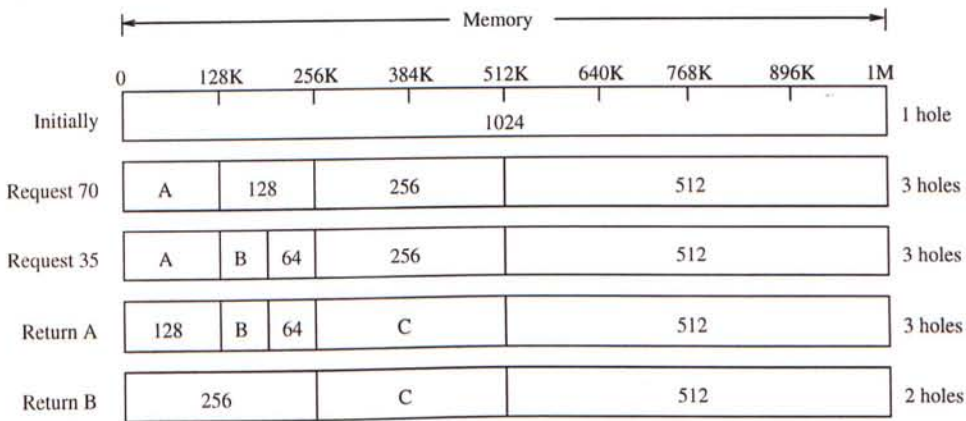 Memory
0 128K 256K 384K 512K 640K 768K 896K 1M
Initially 1024 1 hole
Request 70 A 128 256 512 3 holes
Request 35 A B 64 256 512 3 holes
Return A 128 B 64 C 512 3 holes
Return B 256 C 512 2 holes